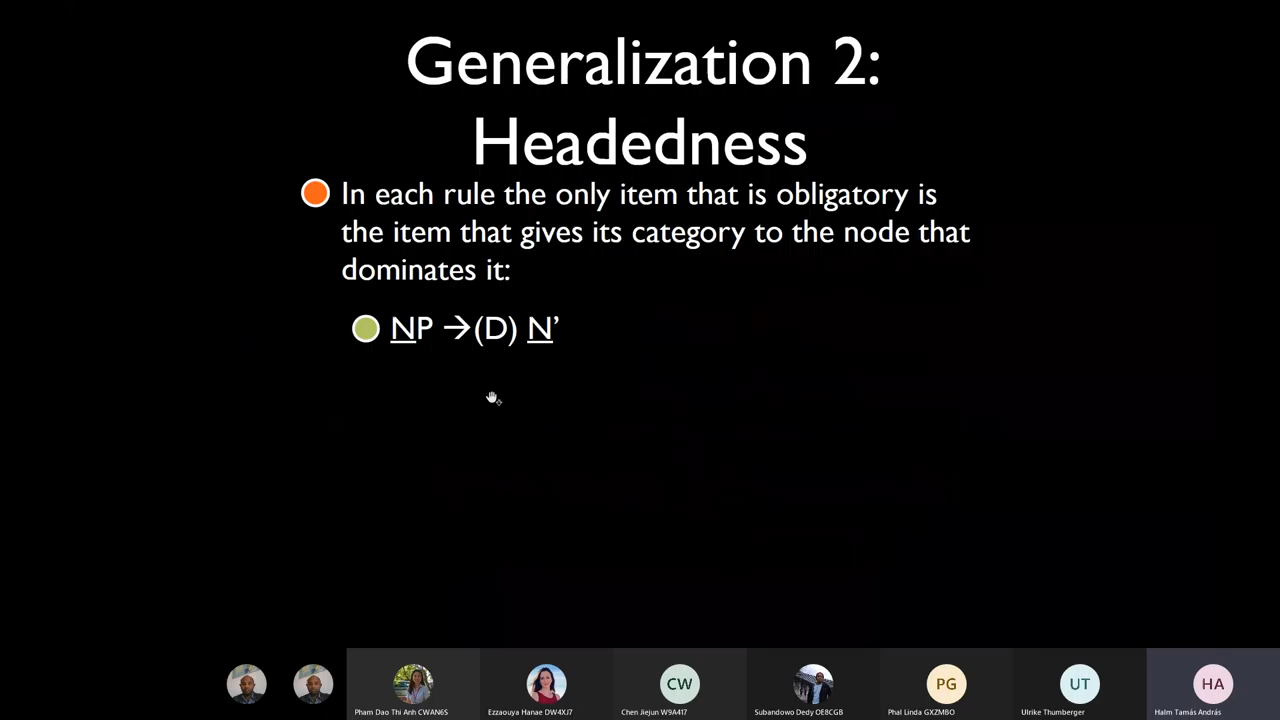 Generalization 2:
Headedness
In each rule the only item that is obligatory is
the item that gives its category to the node that
dominates it:
NP →(D) N’
CW
PG
UT
HA
Pham Dao Thi Anh CWAN6S
Ezzaouya Hanae DW4XJ7
Chen Jiejun W9A417
Subandowo Dedy OE8CGB
Phal Linda GXZMBO
Ulrike Thumberger
Halm Tamás András